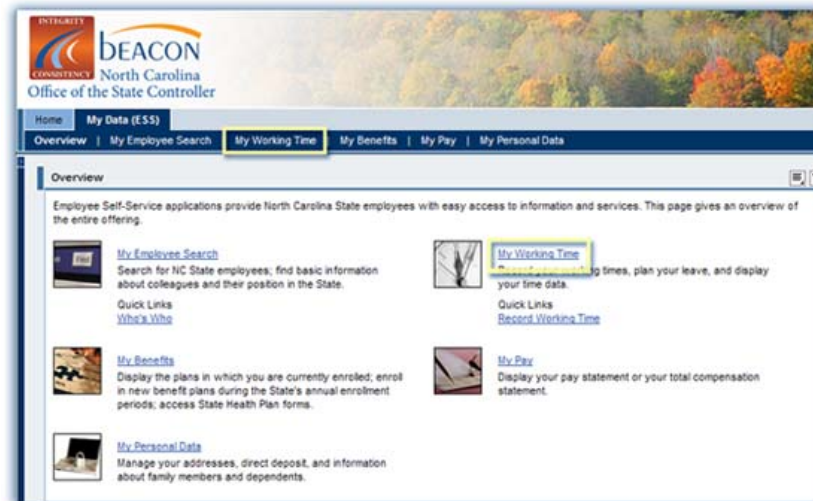 INTEGRITY
CONSISTENCY
bEACON
North Carolina
Office of the State Controller
Home My Data (ESS)
Overview | My Employee Search My Working Time My Benefits | My Pay | My Personal Data
Overview
Employee Self-Service applications provide North Carolina State employees with easy access to information and services. This page gives an overview of
the entire offering.
My Employee Search
Search for NC State employees; find basic information
about colleagues and their position in the State.
Quick Links
Who's Who
My Working Time
times, plan your leave, and display
your time data.
Quick Links
Record Working Time
My Benefits
Display the plans in which you are currently enrolled; enroll
in new benefit plans during the State's annual enrollment
periods; access State Health Plan forms.
My Pay
Display your pay statement or your total compensation
statement.
My Personal Data
Manage your addresses, direct deposit, and information
about family members and dependents.